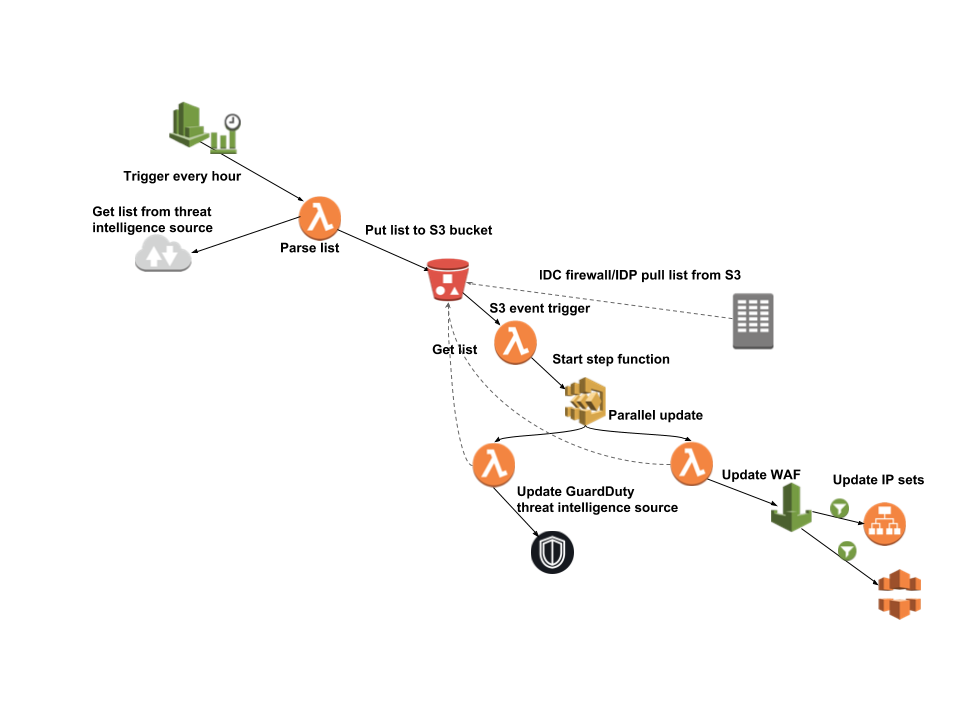 Trigger every hour
Get list from threat
intelligence source
Parse list
Put list to S3 bucket
IDC firewall/IDP pull list from S3
S3 event trigger
Get list
Start step function
Parallel update
Update WAF
Update IP sets
Update GuardDuty
threat intelligence source